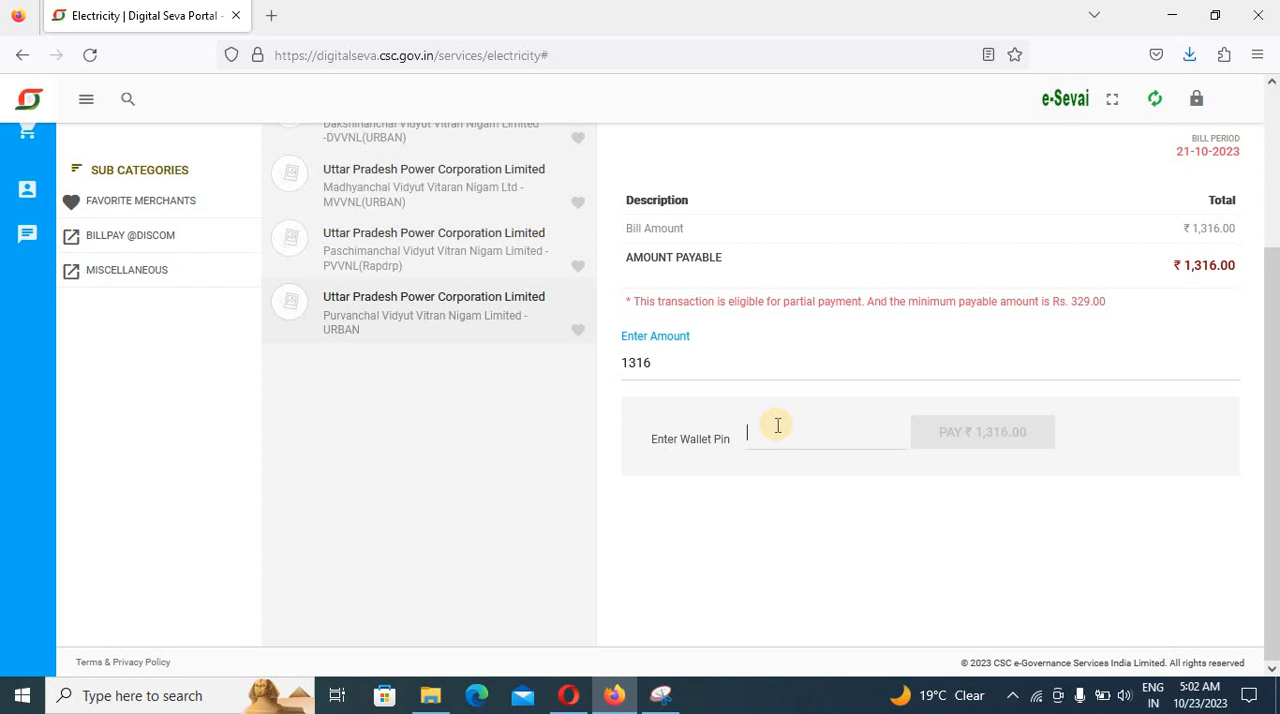 Electricity | Digital Seva Portal -
https://digitalseva.csc.gov.in/services/electricity#
e-Sevai
SUB CATEGORIES
FAVORITE MERCHANTS
BILLPAY @DISCOM
MISCELLANEOUS
Dakshinanchal Vidyut Vitran Nigam Limited
-DVVNL(URBAN)
Uttar Pradesh Power Corporation Limited
Madhyanchal Vidyut Vitaran Nigam Ltd -
MVVNL(URBAN)
Uttar Pradesh Power Corporation Limited
Paschimanchal Vidyut Vitran Nigam Limited -
PVVNL(Rapdrp)
Uttar Pradesh Power Corporation Limited
Purvanchal Vidyut Vitran Nigam Limited -
URBAN
BILL PERIOD
21-10-2023
Description Total
Bill Amount ₹ 1,316.00
AMOUNT PAYABLE ₹ 1,316.00
* This transaction is eligible for partial payment. And the minimum payable amount is Rs. 329.00
Enter Amount
1316
Enter Wallet Pin PAY ₹ 1,316.00
Terms & Privacy Policy © 2023 CSC e-Governance Services India Limited. All rights reserved
Type here to search 19°C Clear ENG IN 5:02 AM 10/23/2023